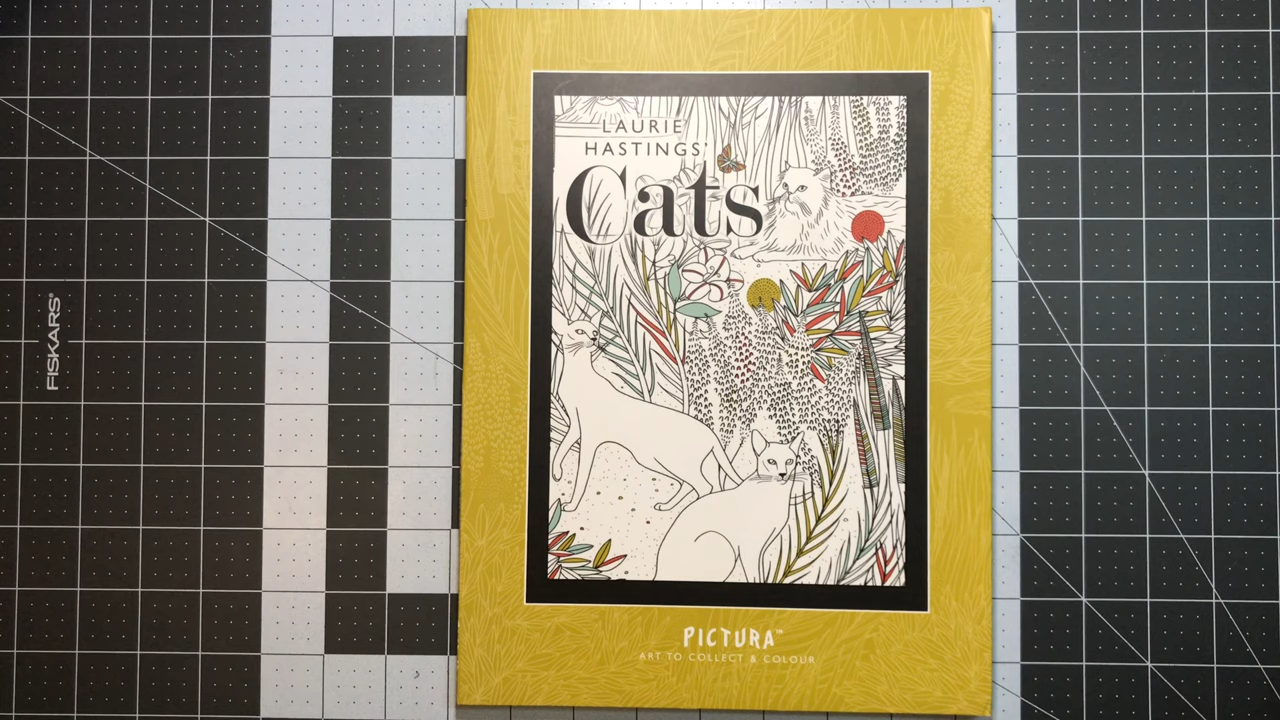 FISKARS®
LAURIE
HASTINGS'
Cats
PICTURA™
ART TO COLLECT & COLOUR